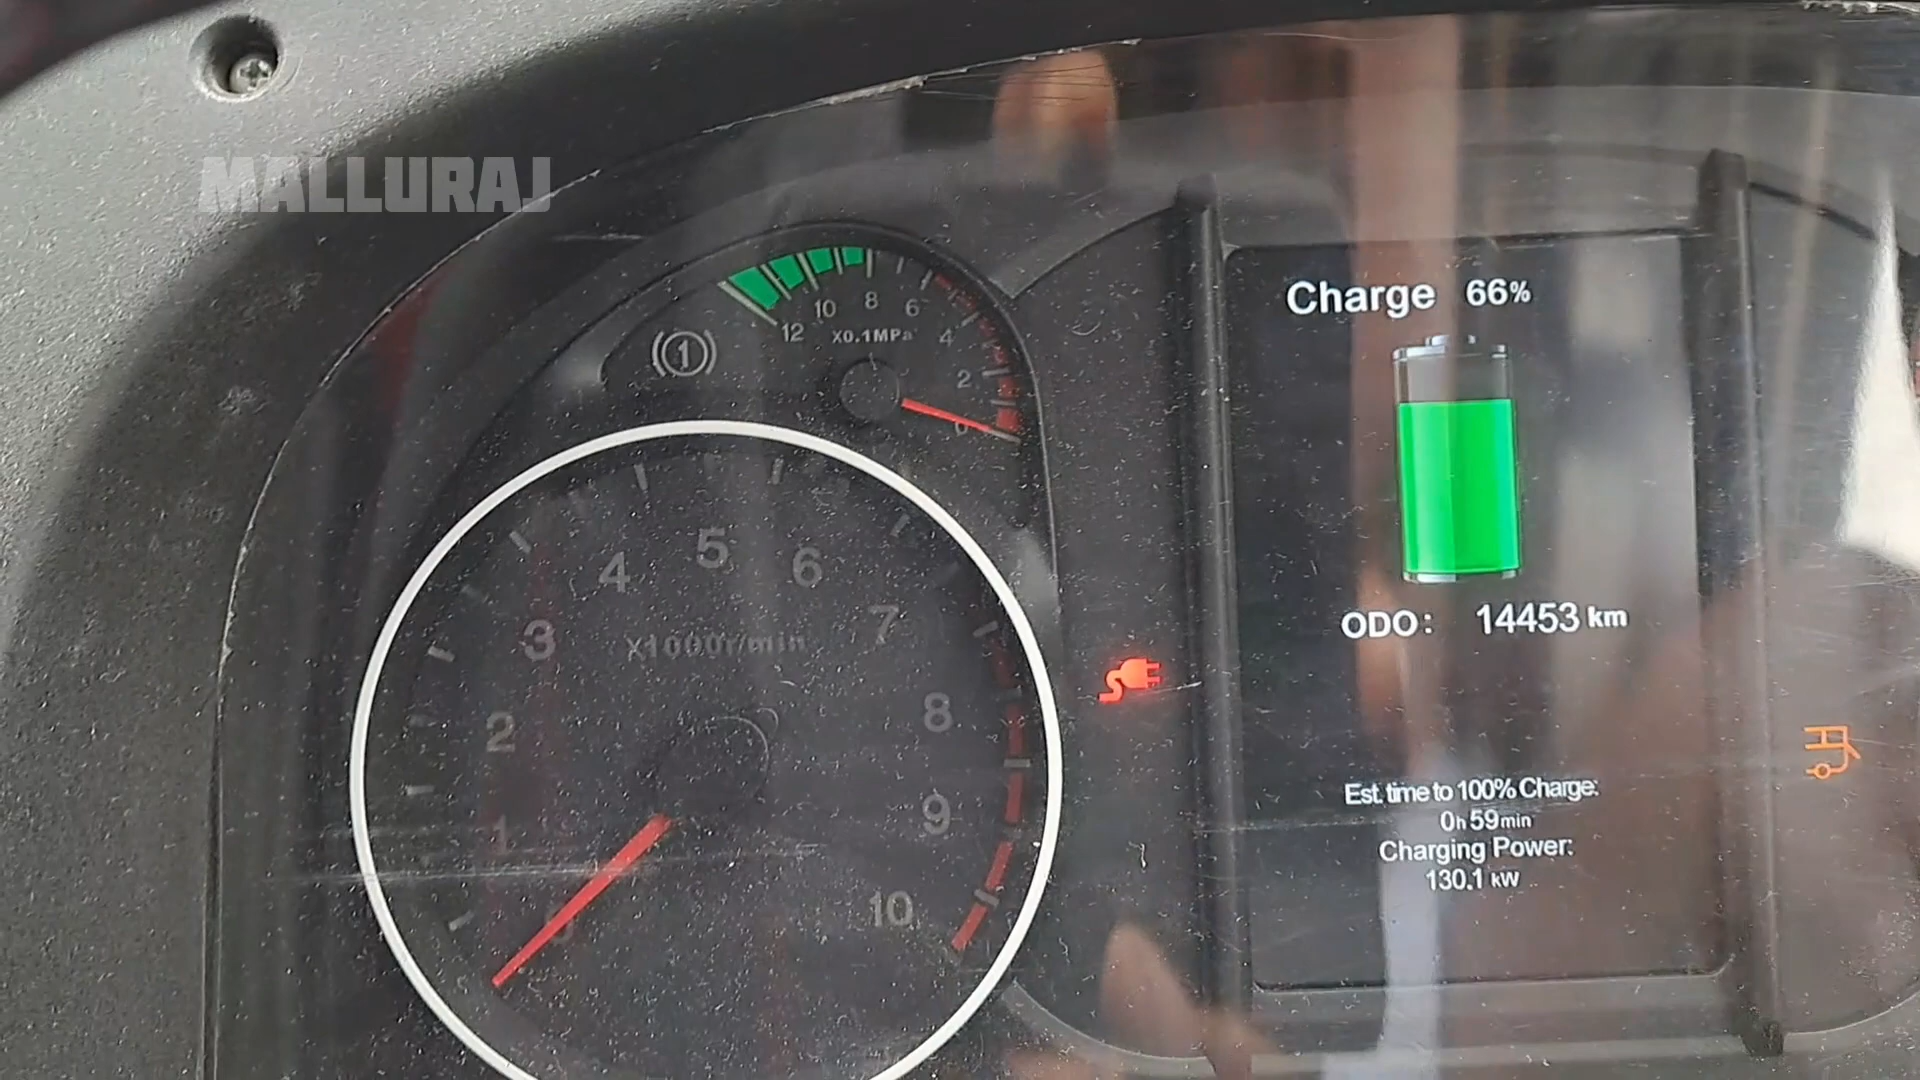 MALLURAJ
12 10 8 6 4 2 0
X0.1MPa
1
Charge 66%
ODO: 14453 km
0 1 2 3 4 5 6 7 8 9 10
X1000r/min
Est. time to 100% Charge:
0h 59min
Charging Power:
130.1 kW